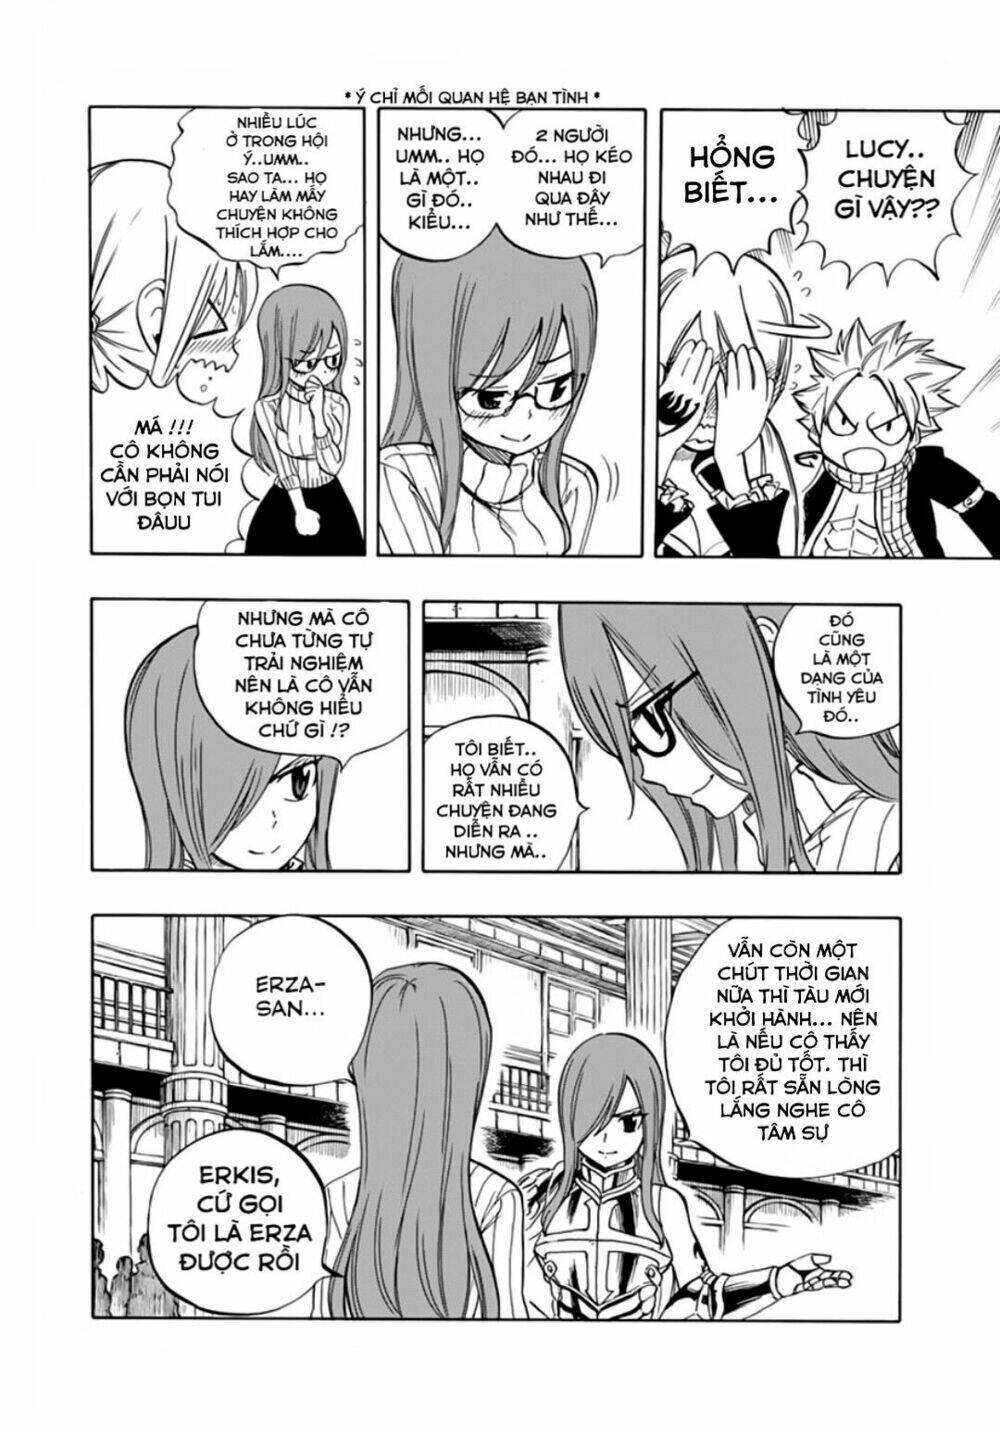 * Ý CHỈ MỐI QUAN HỆ BẠN TÌNH *
LUCY..
CHUYỆN
GÌ VẬY??
HỔNG
BIẾT...
2 NGƯỜI
ĐÓ... HỌ KÉO
NHAU ĐI
QUA ĐÂY
NHƯ THẾ...
NHƯNG...
UMM.. HỌ
LÀ MỘT..
GÌ ĐÓ..
KIỂU...
NHIỀU LÚC
Ở TRONG HỘI
Ý..UMM..
SAO TA... HỌ
HAY LÀM MẤY
CHUYỆN KHÔNG
THÍCH HỢP CHO
LẮM....
MÁ !!!
CÔ KHÔNG
CẦN PHẢI NÓI
VỚI BỌN TUI
ĐÂUU
ĐÓ
CŨNG
LÀ MỘT
DẠNG CỦA
TÌNH YÊU
ĐÓ..
TÔI BIẾT..
HỌ VẪN CÓ
RẤT NHIỀU
CHUYỆN ĐANG
DIỄN RA ..
NHƯNG MÀ..
NHƯNG MÀ CÔ
CHƯA TỪNG TỰ
TRẢI NGHIỆM
NÊN LÀ CÔ VẪN
KHÔNG HIỂU
CHỨ GÌ !?
VẪN CÒN MỘT
CHÚT THỜI GIAN
NỮA THÌ TÀU MỚI
KHỞI HÀNH... NÊN
LÀ NẾU CÔ THẤY
TÔI ĐỦ TỐT. THÌ
TÔI RẤT SẴN LÒNG
LẮNG NGHE CÔ
TÂM SỰ
ERZA-
SAN...
ERKIS,
CỨ GỌI
TÔI LÀ ERZA
ĐƯỢC RỒI